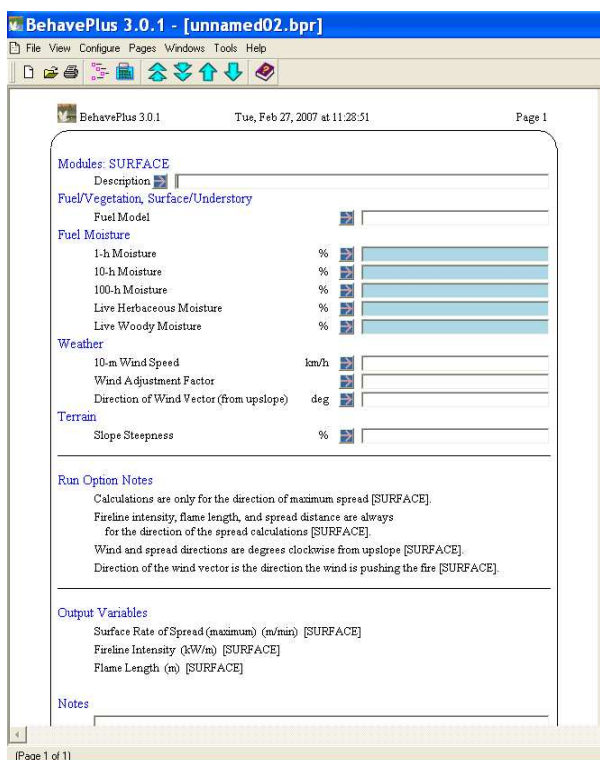 BehavePlus 3.0.1 - [unnamed02.bpr]
File View Configure Pages Windows Tools Help
BehavePlus 3.0.1 Tue, Feb 27, 2007 at 11:28:51 Page 1
Modules: SURFACE
Description
Fuel/Vegetation, Surface/Understory
Fuel Model
Fuel Moisture
1-h Moisture %
10-h Moisture %
100-h Moisture %
Live Herbaceous Moisture %
Live Woody Moisture %
Weather
10-m Wind Speed km/h
Wind Adjustment Factor
Direction of Wind Vector (from upslope) deg
Terrain
Slope Steepness %
Run Option Notes
Calculations are only for the direction of maximum spread [SURFACE].
Fireline intensity, flame length, and spread distance are always
for the direction of the spread calculations [SURFACE].
Wind and spread directions are degrees clockwise from upslope [SURFACE].
Direction of the wind vector is the direction the wind is pushing the fire [SURFACE].
Output Variables
Surface Rate of Spread (maximum) (m/min) [SURFACE]
Fireline Intensity (kW/m) [SURFACE]
Flame Length (m) [SURFACE]
Notes
(Page 1 of 1)